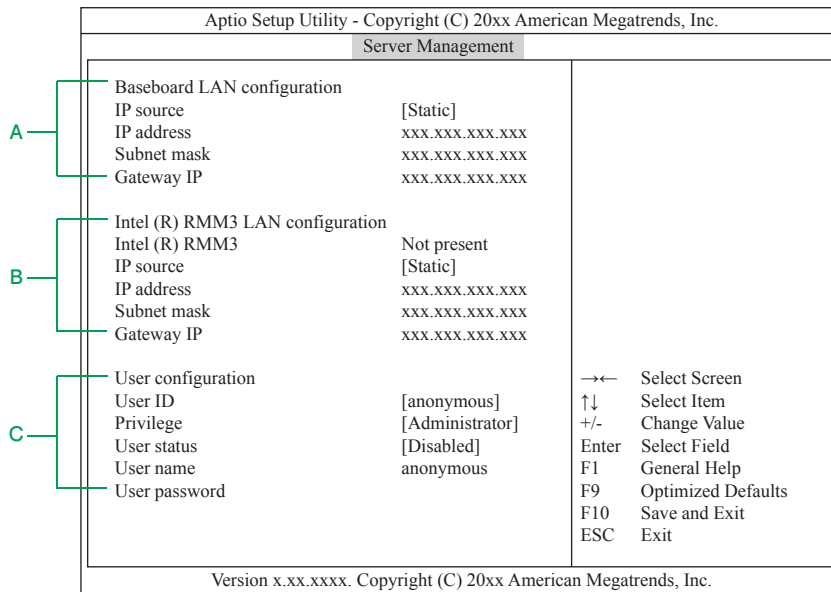 Aptio Setup Utility - Copyright (C) 20xx American Megatrends, Inc.
Server Management
A
Baseboard LAN configuration
IP source [Static]
IP address xxx.xxx.xxx.xxx
Subnet mask xxx.xxx.xxx.xxx
Gateway IP xxx.xxx.xxx.xxx
B
Intel (R) RMM3 LAN configuration
Intel (R) RMM3 Not present
IP source [Static]
IP address xxx.xxx.xxx.xxx
Subnet mask xxx.xxx.xxx.xxx
Gateway IP xxx.xxx.xxx.xxx
C
User configuration
User ID [anonymous]
Privilege [Administrator]
User status [Disabled]
User name anonymous
User password
→← Select Screen
↑↓ Select Item
+/- Change Value
Enter Select Field
F1 General Help
F9 Optimized Defaults
F10 Save and Exit
ESC Exit
Version x.xx.xxxx. Copyright (C) 20xx American Megatrends, Inc.